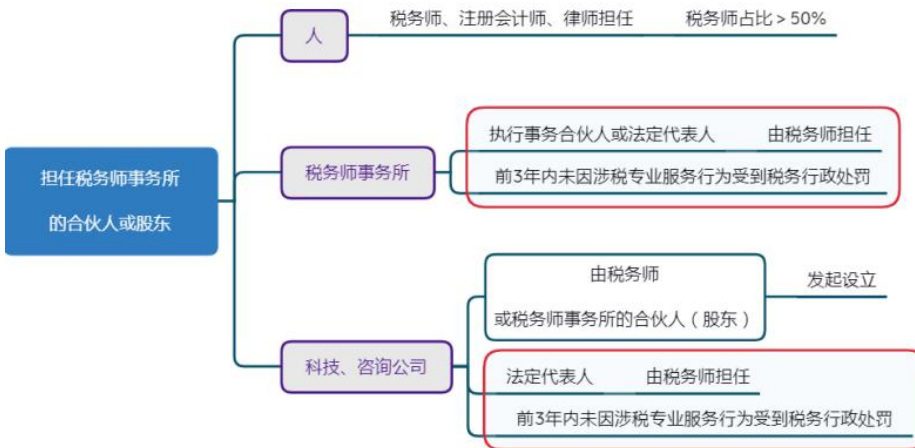 人
税务师、注册会计师、律师担任 税务师占比＞50%
担任税务师事务所
的合伙人或股东
税务师事务所
执行事务合伙人或法定代表人 由税务师担任
前3年内未因涉税专业服务行为受到税务行政处罚
科技、咨询公司
由税务师
或税务师事务所的合伙人（股东）
发起设立
法定代表人 由税务师担任
前3年内未因涉税专业服务行为受到税务行政处罚